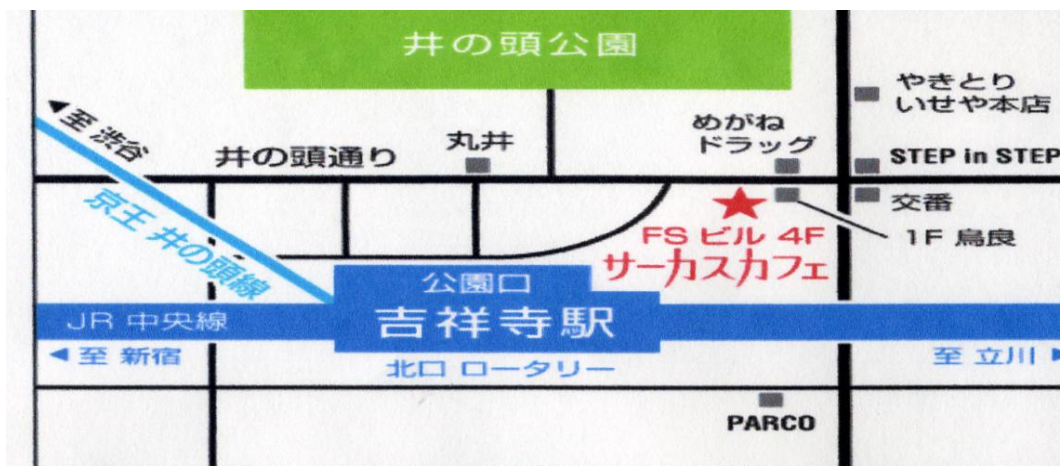 井の頭公園
やきとり
いせや本店
めがね
ドラッグ
丸井
◀至 渋谷
井の頭通り
STEP in STEP
交番
京王 井の頭線
FS ビル 4F
1F 鳥良
サーカスカフェ
公園口
JR 中央線
吉祥寺駅
◀至 新宿
北口 ロータリー
至 立川▶
PARCO